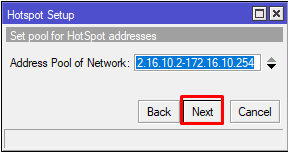 Hotspot Setup
Set pool for HotSpot addresses
Address Pool of Network: 2.16.10.2-172.16.10.254
Back Next Cancel